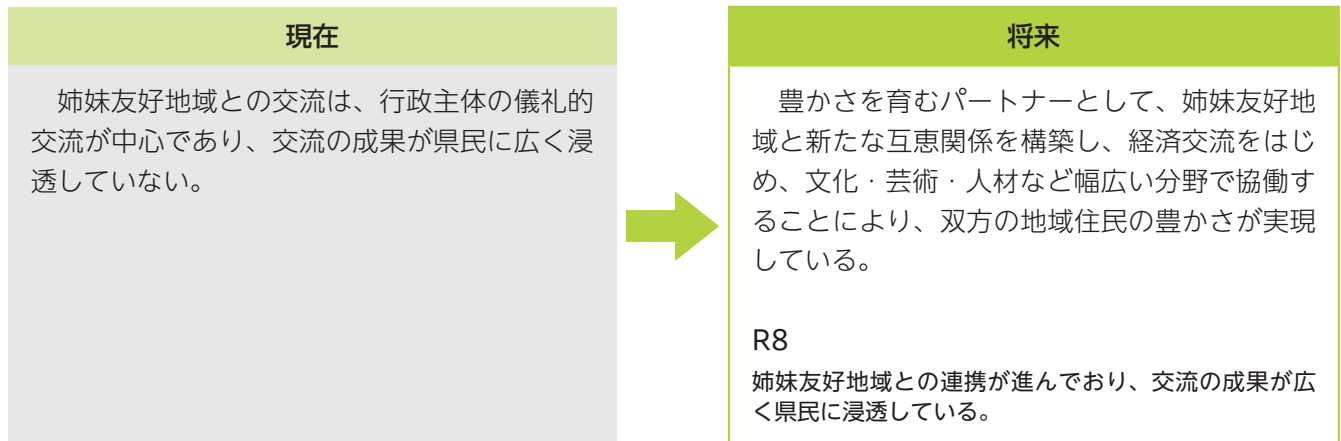 現在
　姉妹友好地域との交流は、行政主体の儀礼的
交流が中心であり、交流の成果が県民に広く浸
透していない。
将来
　豊かさを育むパートナーとして、姉妹友好地
域と新たな互恵関係を構築し、経済交流をはじ
め、文化・芸術・人材など幅広い分野で協働す
ることにより、双方の地域住民の豊かさが実現
している。
R8
姉妹友好地域との連携が進んでおり、交流の成果が広
く県民に浸透している。